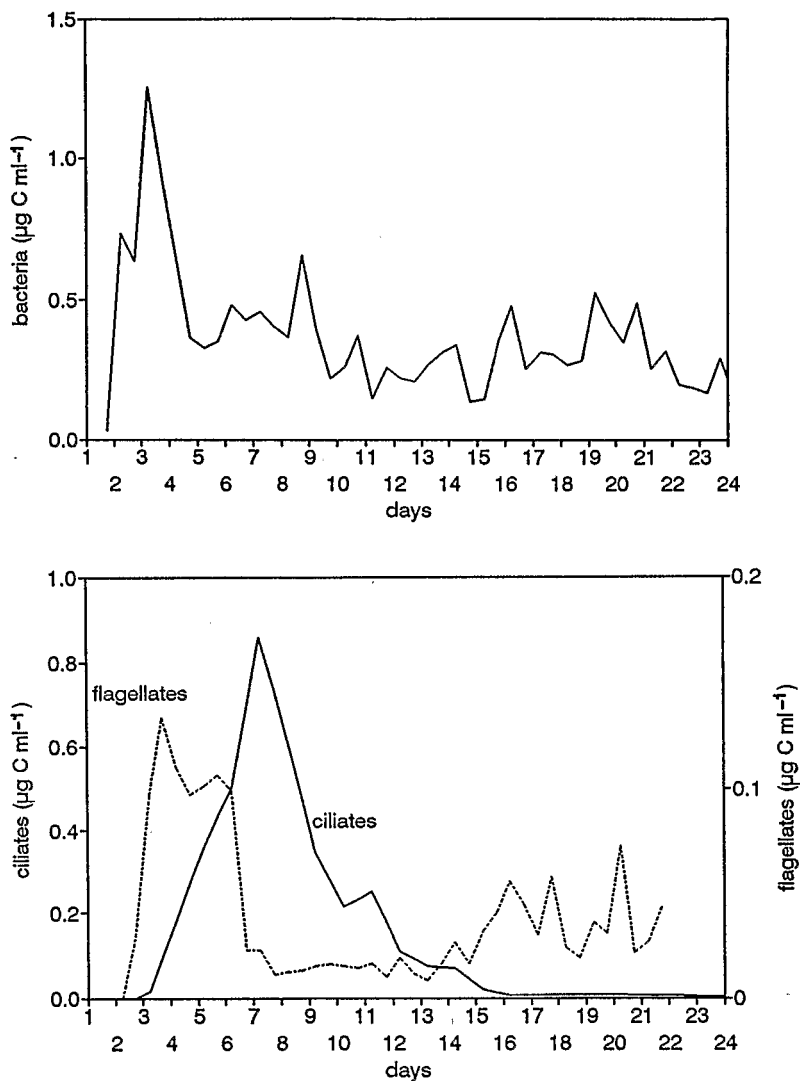 1.5
1.0
0.5
0.0
bacteria (µg C ml⁻¹)
1 3 5 7 9 11 13 15 17 19 21 23
2 4 6 8 10 12 14 16 18 20 22 24
days
1.0 0.2
0.8
flagellates
0.6
0.1
ciliates
0.4
0.2
0.0 0
ciliates (µg C ml⁻¹)
flagellates (µg C ml⁻¹)
1 3 5 7 9 11 13 15 17 19 21 23
2 4 6 8 10 12 14 16 18 20 22 24
days